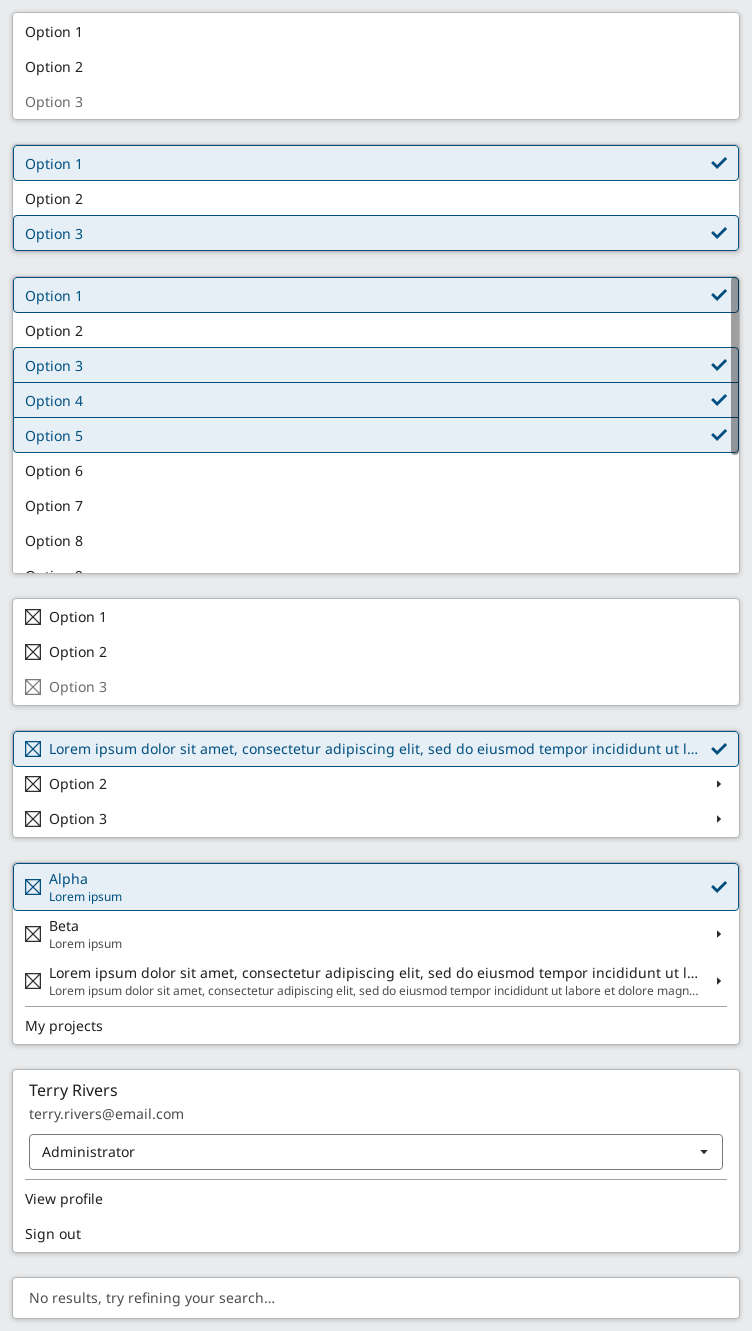 Option 1
Option 2
Option 3
Option 1
Option 2
Option 3
Option 1
Option 2
Option 3
Option 4
Option 5
Option 6
Option 7
Option 8
Option 1
Option 2
Option 3
Lorem ipsum dolor sit amet, consectetur adipiscing elit, sed do eiusmod tempor incididunt ut l...
Option 2
Option 3
Alpha
Lorem ipsum
Beta
Lorem ipsum
Lorem ipsum dolor sit amet, consectetur adipiscing elit, sed do eiusmod tempor incididunt ut l...
Lorem ipsum dolor sit amet, consectetur adipiscing elit, sed do eiusmod tempor incididunt ut labore et dolore magn...
My projects
Terry Rivers
terry.rivers@email.com
Administrator
View profile
Sign out
No results, try refining your search...